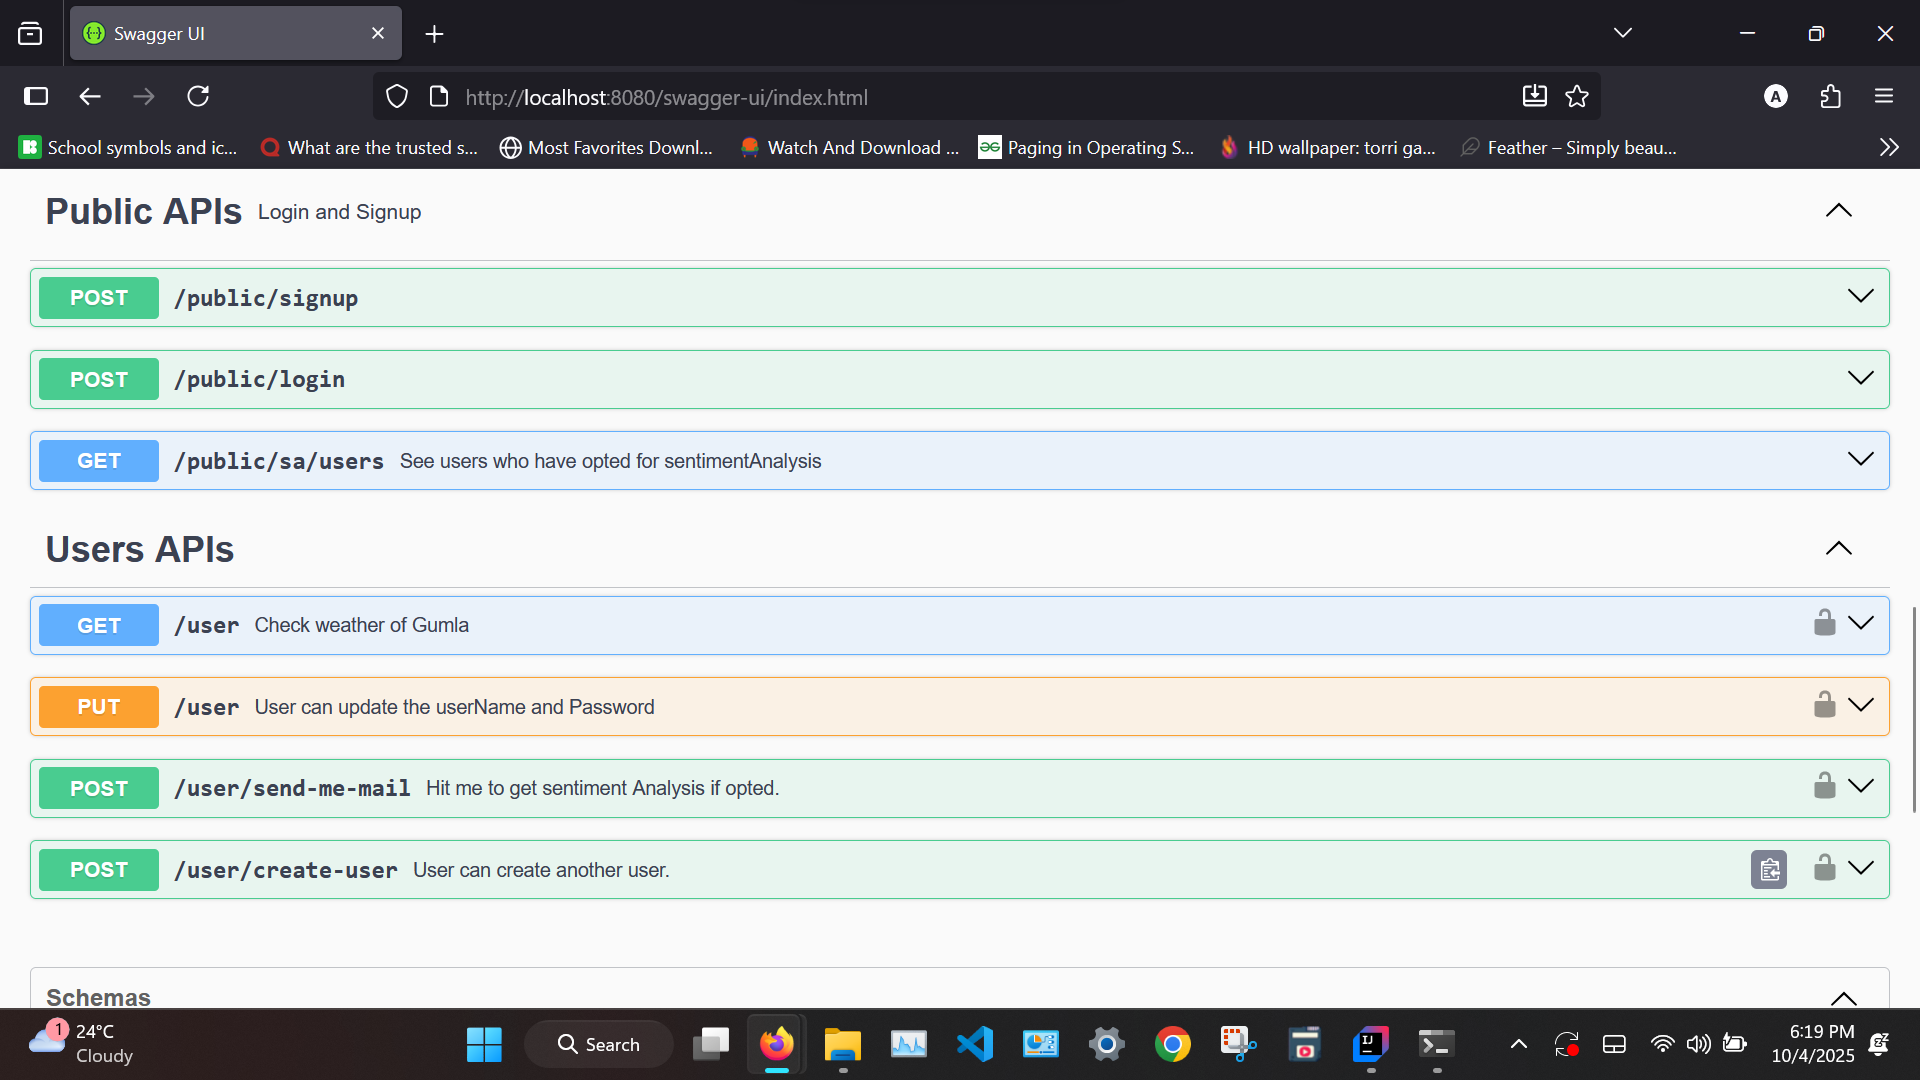 Swagger UI
http://localhost:8080/swagger-ui/index.html
A
School symbols and ic...
What are the trusted s...
Most Favorites Downl...
Watch And Download ...
Paging in Operating S...
HD wallpaper: torri ga...
Feather – Simply beau...
Public APIs Login and Signup
POST /public/signup
POST /public/login
GET /public/sa/users See users who have opted for sentimentAnalysis
Users APIs
GET /user Check weather of Gumla
PUT /user User can update the userName and Password
POST /user/send-me-mail Hit me to get sentiment Analysis if opted.
POST /user/create-user User can create another user.
Schemas
1
24°C
Cloudy
Search
IJ
6:19 PM
10/4/2025